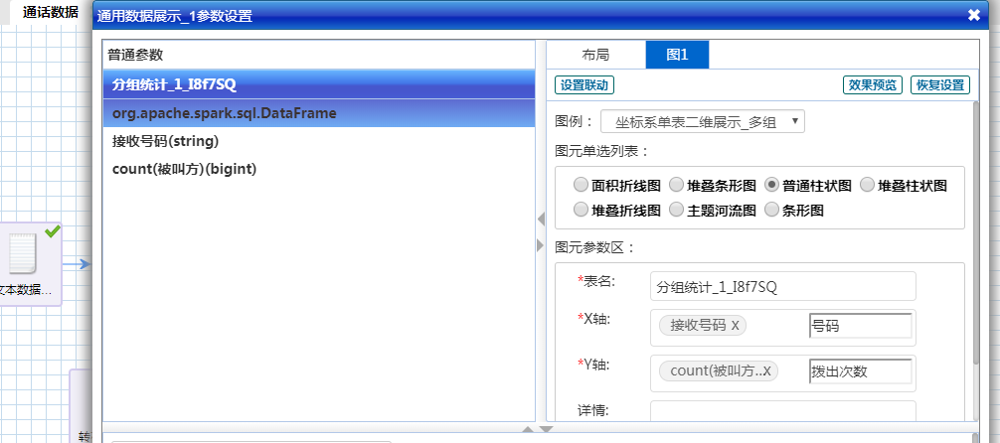 通话数据
通用数据展示_1参数设置
普通参数
分组统计_1_I8f7SQ
org.apache.spark.sql.DataFrame
接收号码(string)
count(被叫方)(bigint)
布局
图1
设置联动
效果预览
恢复设置
图例：
坐标系单表二维展示_多组
图元单选列表：
面积折线图 堆叠条形图 普通柱状图 堆叠柱状图
堆叠折线图 主题河流图 条形图
图元参数区：
*表名: 分组统计_1_I8f7SQ
*X轴: 接收号码 x 号码
*Y轴: count(被叫方..x 拨出次数
详情:
文本数据...
转